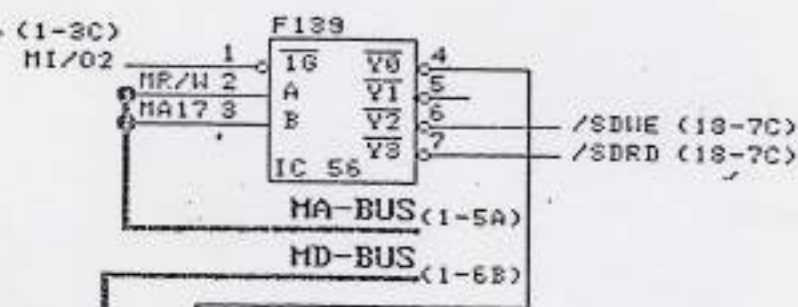 (1-3C)
F139
MI/02
1
1G
Y0
4
MR/W 2
A
Y1
5
MA17 3
B
Y2
6
/SDWE (18-7C)
Y3
7
/SDRD (18-7C)
IC 56
MA-BUS (1-5A)
MD-BUS (1-6B)